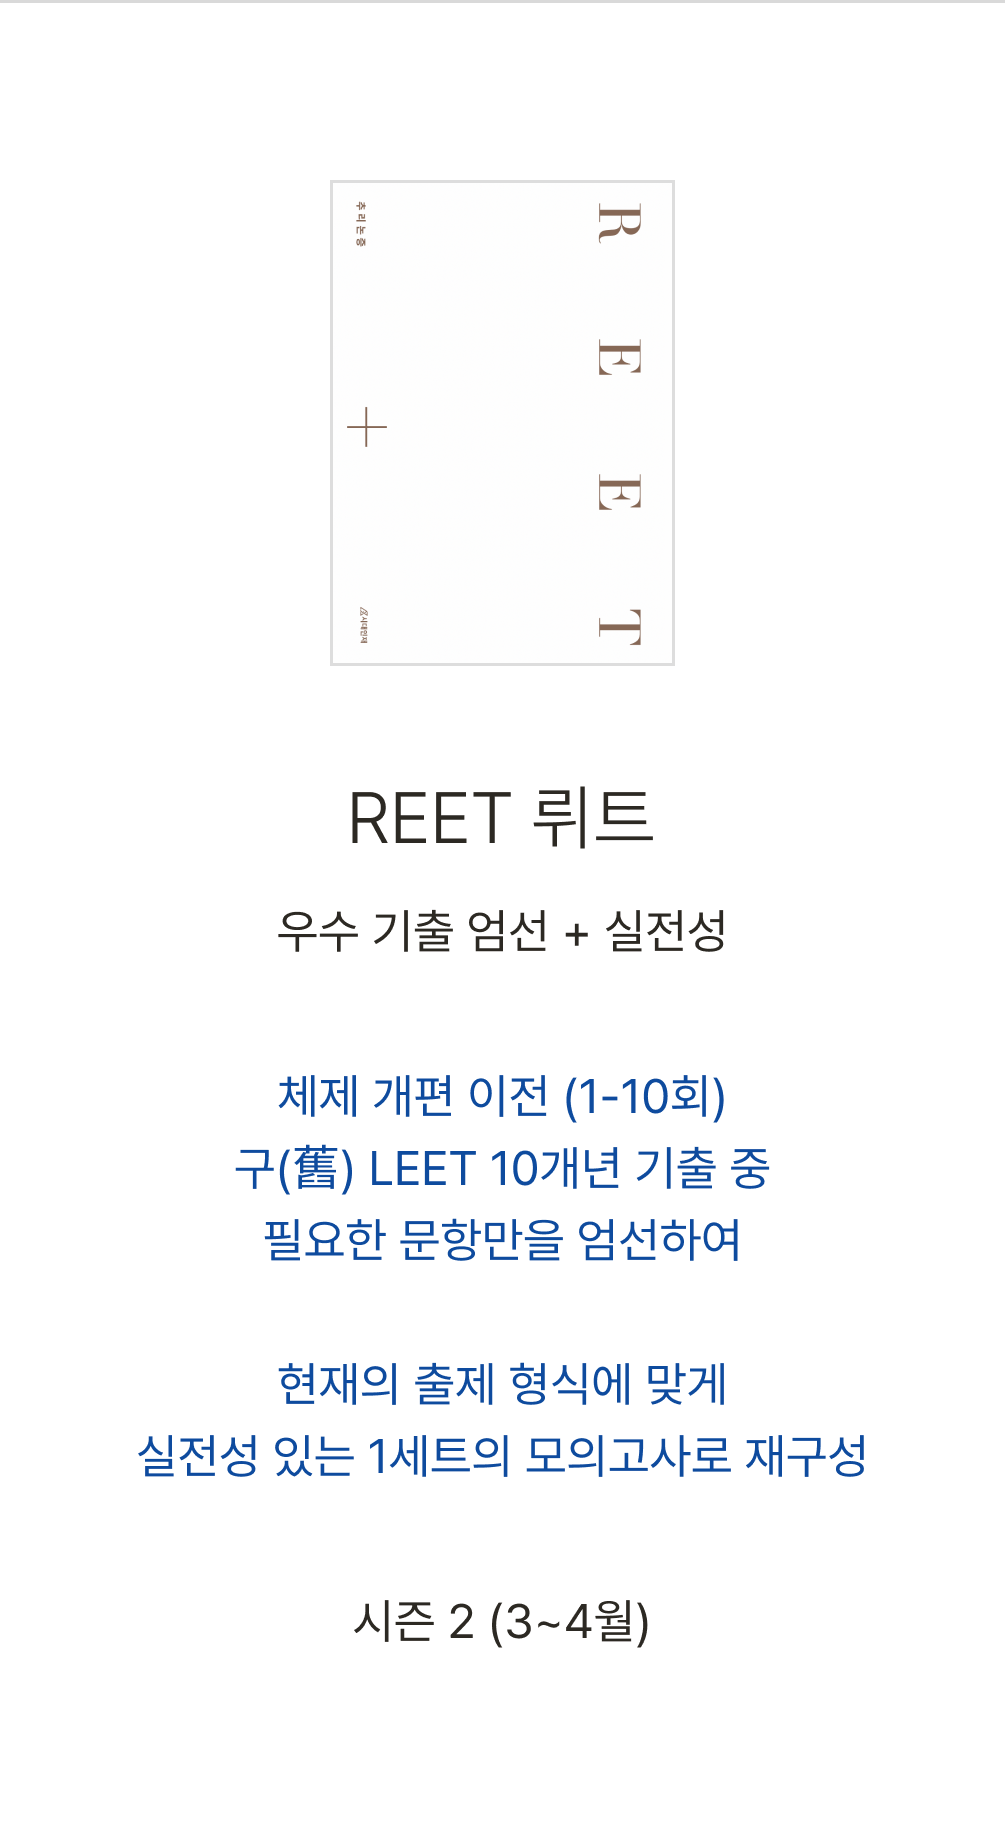 추리논증
R E E T
시대인재
REET 뤼트
우수 기출 엄선 + 실전성
체제 개편 이전 (1-10회)
구(舊) LEET 10개년 기출 중
필요한 문항만을 엄선하여
현재의 출제 형식에 맞게
실전성 있는 1세트의 모의고사로 재구성
시즌 2 (3~4월)